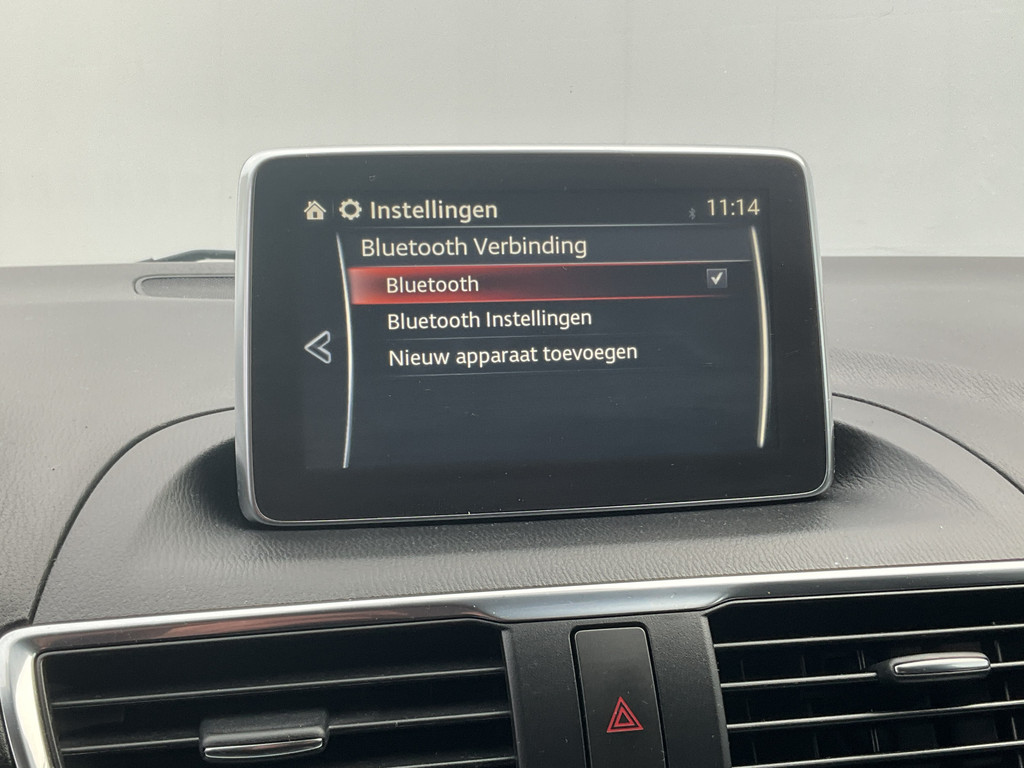 Instellingen 11:14
Bluetooth Verbinding
Bluetooth
Bluetooth Instellingen
Nieuw apparaat toevoegen